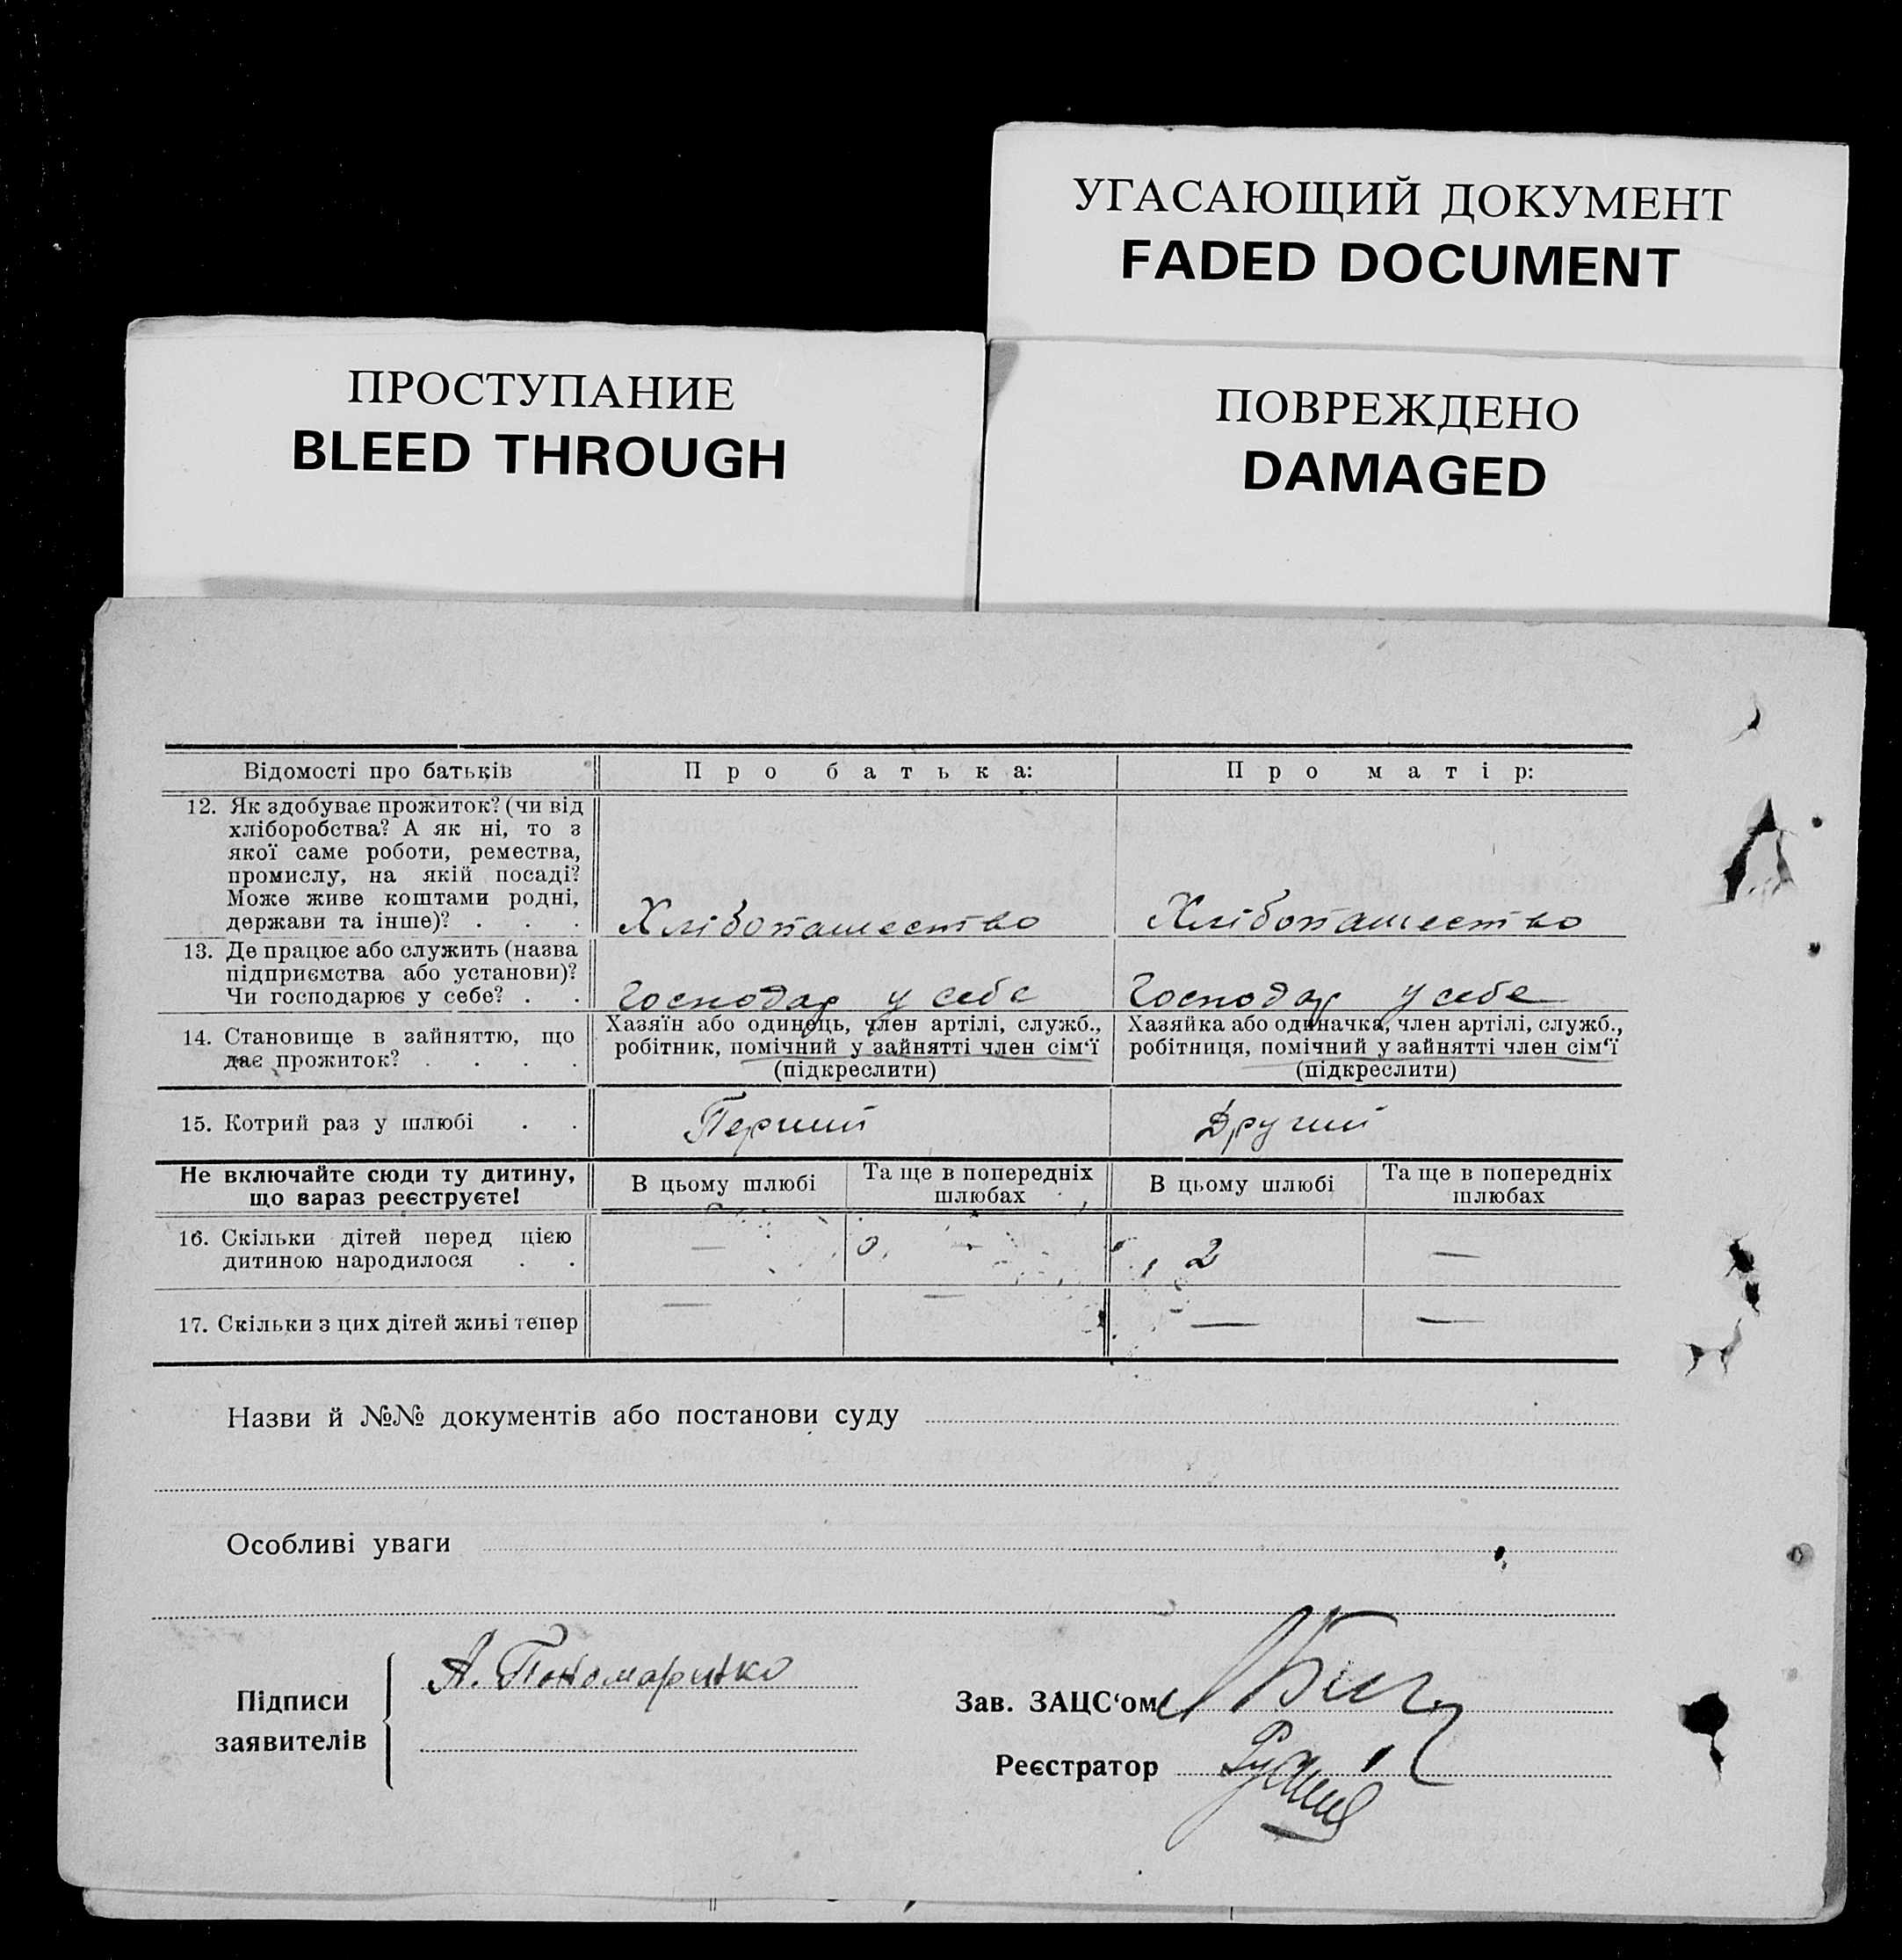 УГАСАЮЩИЙ ДОКУМЕНТ
FADED DOCUMENT
ПРОСТУПАНИЕ
BLEED THROUGH
ПОВРЕЖДЕНО
DAMAGED
Відомості про батьків
Про батька:
Про матір:
12. Як здобуває прожиток? (чи від
хліборобства? А як ні, то з
якої саме роботи, ремества,
промислу, на якій посаді?
Може живе коштами родні,
держави та інше)? . . .
Хлібопашество
Хлібопашество
13. Де працює або служить (назва
підприємства або установи)?
Чи господарює у себе? . .
Господар у себе
Господар у себе
14. Становище в зайняттю, що
дає прожиток? . . . .
Хазяїн або одинець, член артілі, служб.,
робітник, помічний у зайнятті член сім‘ї
(підкреслити)
Хазяйка або одиначка, член артілі, служб.,
робітниця, помічний у зайнятті член сім‘ї
(підкреслити)
15. Котрий раз у шлюбі . .
Перший
Другий
Не включайте сюди ту дитину,
що вараз реєструєте!
В цьому шлюбі
Та ще в попередніх
шлюбах
В цьому шлюбі
Та ще в попередніх
шлюбах
16. Скільки дітей перед цією
дитиною народилося . .
— — 2 —
17. Скільки з цих дітей живі тепер
— — — —
Назви й №№ документів або постанови суду
Особливі уваги
Підписи
заявителів
А. Пономаренко
Зав. ЗАЦС‘ом
Реєстратор